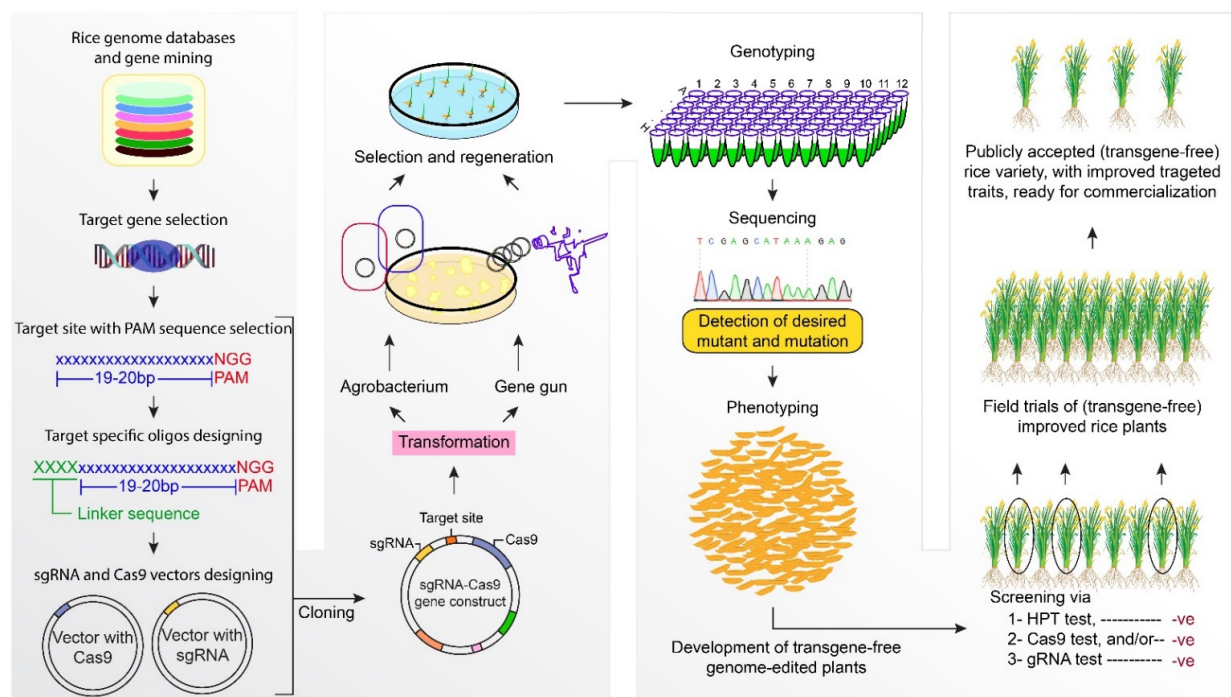 Rice genome databases
and gene mining
Target gene selection
Target site with PAM sequence selection
xxxxxxxxxxxxxxxxxxxNGG
19-20bp PAM
Target specific oligos designing
XXXXxxxxxxxxxxxxxxxxxxxNGG
19-20bp PAM
Linker sequence
sgRNA and Cas9 vectors designing
Vector with
Cas9
Vector with
sgRNA
Cloning
Selection and regeneration
Agrobacterium
Gene gun
Transformation
Target site
sgRNA
Cas9
sgRNA-Cas9
gene construct
Genotyping
1 2 3 4 5 6 7 8 9 10 11 12
A
H
Sequencing
T C G A G C A T A A A G A G
Detection of desired
mutant and mutation
Phenotyping
Development of transgene-free
genome-edited plants
Publicly accepted (transgene-free)
rice variety, with improved trageted
traits, ready for commercialization
Field trials of (transgene-free)
improved rice plants
Screening via
1- HPT test, ----------- -ve
2- Cas9 test, and/or-- -ve
3- gRNA test ---------- -ve